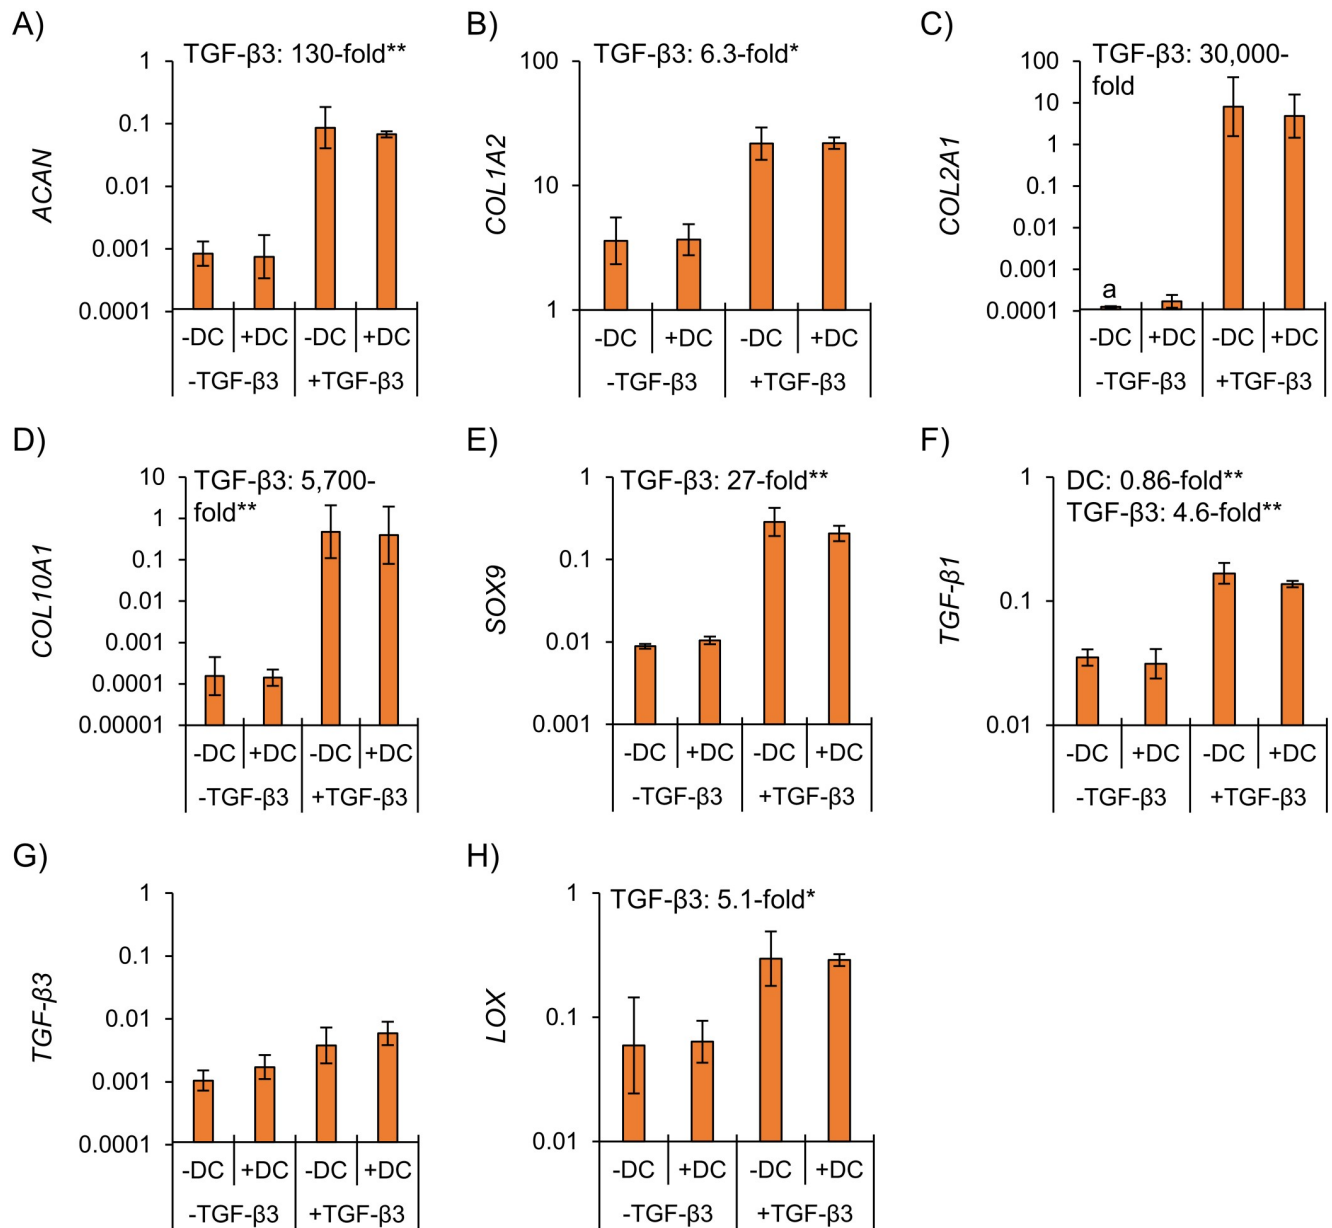 A)
TGF-β3: 130-fold**
ACAN
1
0.1
0.01
0.001
0.0001
-DC +DC -DC +DC
-TGF-β3 +TGF-β3
B)
TGF-β3: 6.3-fold*
COL1A2
100
10
1
-DC +DC -DC +DC
-TGF-β3 +TGF-β3
C)
TGF-β3: 30,000-
fold
COL2A1
100
10
1
0.1
0.01
0.001
0.0001
a
-DC +DC -DC +DC
-TGF-β3 +TGF-β3
D)
TGF-β3: 5,700-
fold**
COL10A1
10
1
0.1
0.01
0.001
0.0001
0.00001
-DC +DC -DC +DC
-TGF-β3 +TGF-β3
E)
TGF-β3: 27-fold**
SOX9
1
0.1
0.01
0.001
-DC +DC -DC +DC
-TGF-β3 +TGF-β3
F)
DC: 0.86-fold**
TGF-β3: 4.6-fold**
TGF-β1
1
0.1
0.01
-DC +DC -DC +DC
-TGF-β3 +TGF-β3
G)
TGF-β3
1
0.1
0.01
0.001
0.0001
-DC +DC -DC +DC
-TGF-β3 +TGF-β3
H)
TGF-β3: 5.1-fold*
LOX
1
0.1
0.01
-DC +DC -DC +DC
-TGF-β3 +TGF-β3